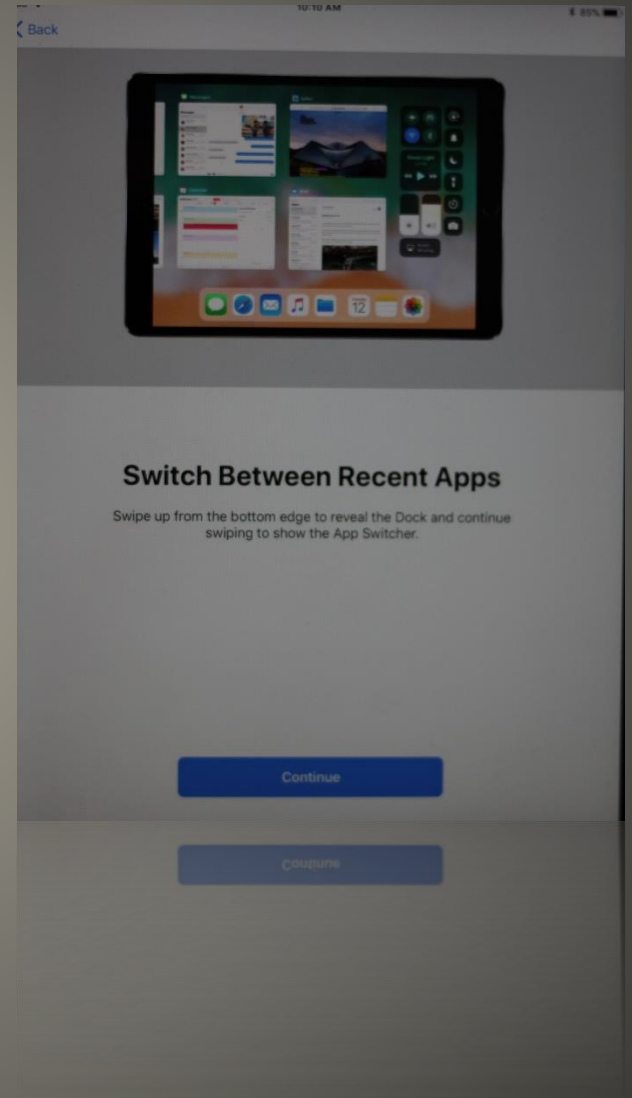 10:10 AM
85%
Back
Switch Between Recent Apps
Swipe up from the bottom edge to reveal the Dock and continue
swiping to show the App Switcher.
Continue